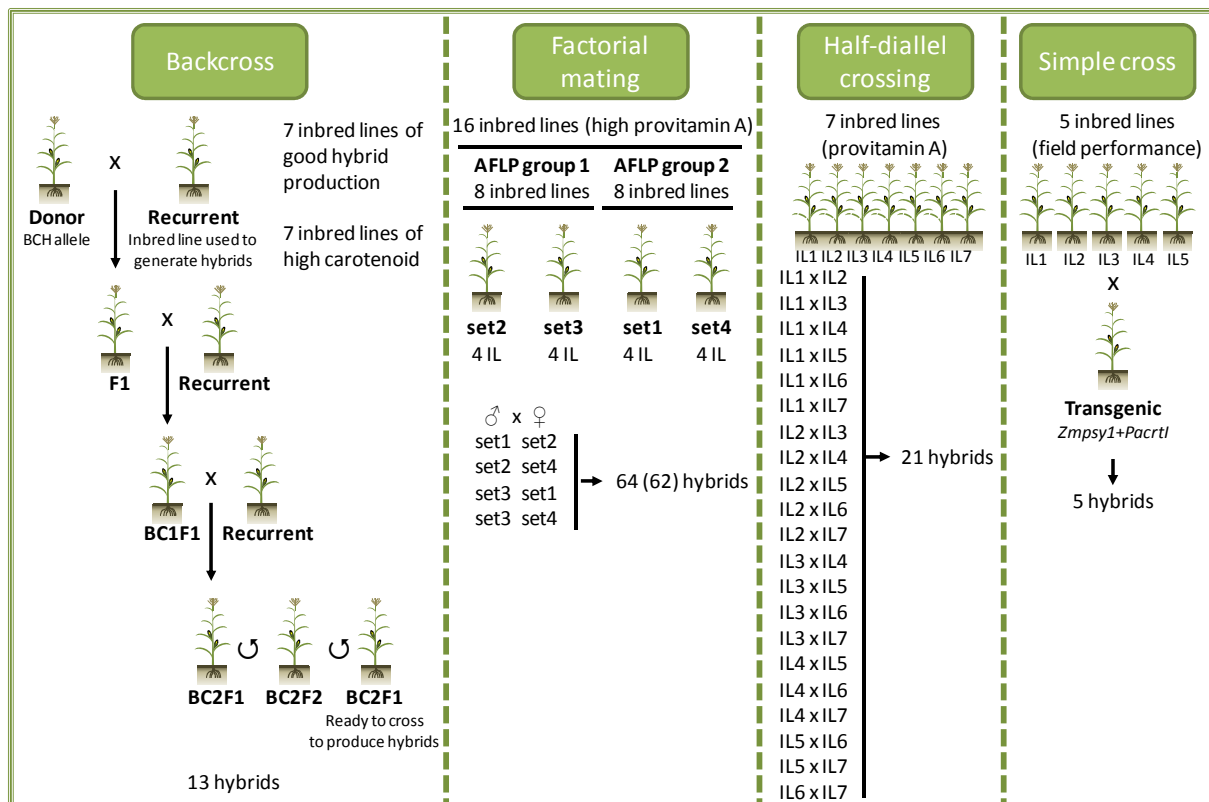 Backcross
7 inbred lines of
good hybrid
production
7 inbred lines of
high carotenoid
X
Donor
BCH allele
Recurrent
Inbred line used to
generate hybrids
X
F1
Recurrent
X
BC1F1
Recurrent
BC2F1
BC2F2
BC2F1
Ready to cross
to produce hybrids
13 hybrids
Factorial
mating
16 inbred lines (high provitamin A)
AFLP group 1
8 inbred lines
AFLP group 2
8 inbred lines
set2 set3 set1 set4
4 IL 4 IL 4 IL 4 IL
♂ x ♀
set1 set2
set2 set4
set3 set1
set3 set4
64 (62) hybrids
Half-diallel
crossing
7 inbred lines
(provitamin A)
IL1 IL2 IL3 IL4 IL5 IL6 IL7
IL1 x IL2
IL1 x IL3
IL1 x IL4
IL1 x IL5
IL1 x IL6
IL1 x IL7
IL2 x IL3
IL2 x IL4
IL2 x IL5
IL2 x IL6
IL2 x IL7
IL3 x IL4
IL3 x IL5
IL3 x IL6
IL3 x IL7
IL4 x IL5
IL4 x IL6
IL4 x IL7
IL5 x IL6
IL5 x IL7
IL6 x IL7
21 hybrids
Simple cross
5 inbred lines
(field performance)
IL1 IL2 IL3 IL4 IL5
X
Transgenic
Zmpsy1+PacrtI
5 hybrids